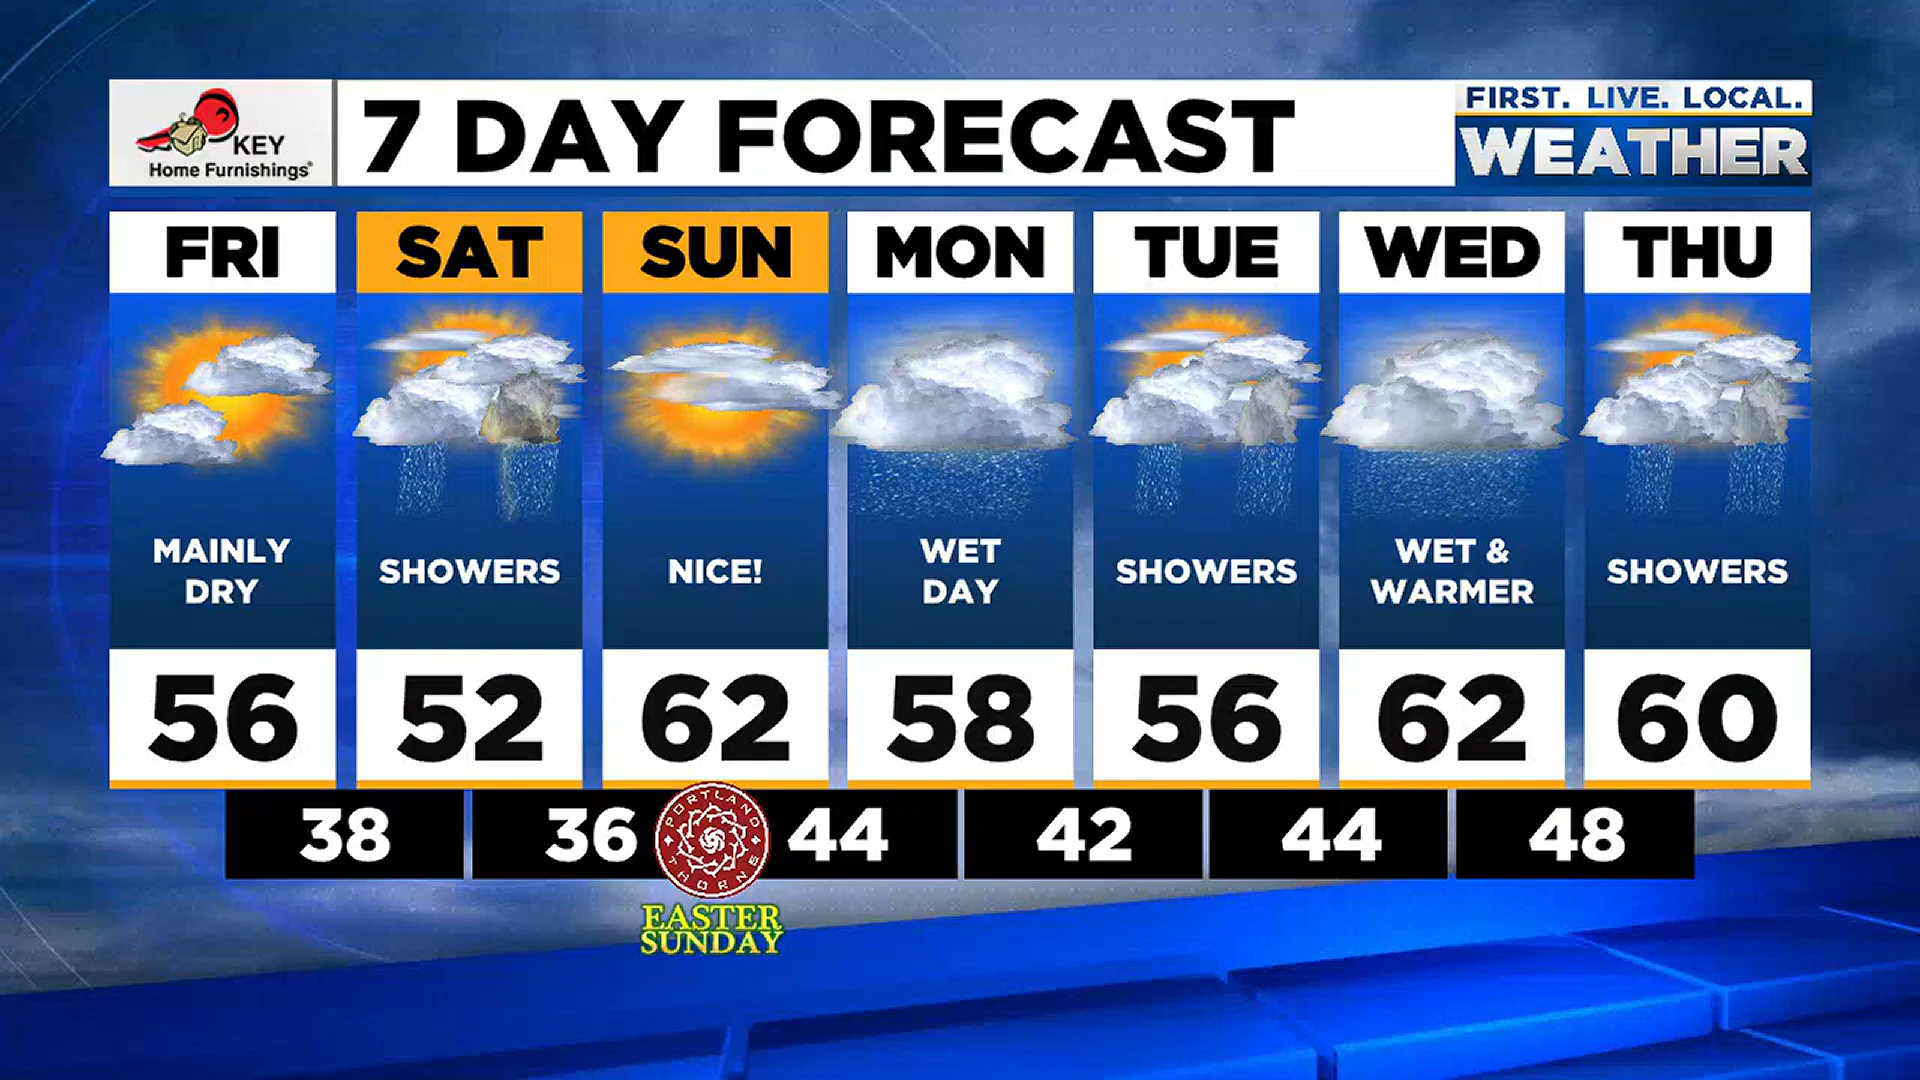 KEY
Home Furnishings®
7 DAY FORECAST
FIRST. LIVE. LOCAL.
WEATHER
FRI
SAT
SUN
MON
TUE
WED
THU
MAINLY
DRY
SHOWERS
NICE!
WET
DAY
SHOWERS
WET &
WARMER
SHOWERS
56
52
62
58
56
62
60
38
36
44
42
44
48
PORTLAND
THORNS
EASTER
SUNDAY